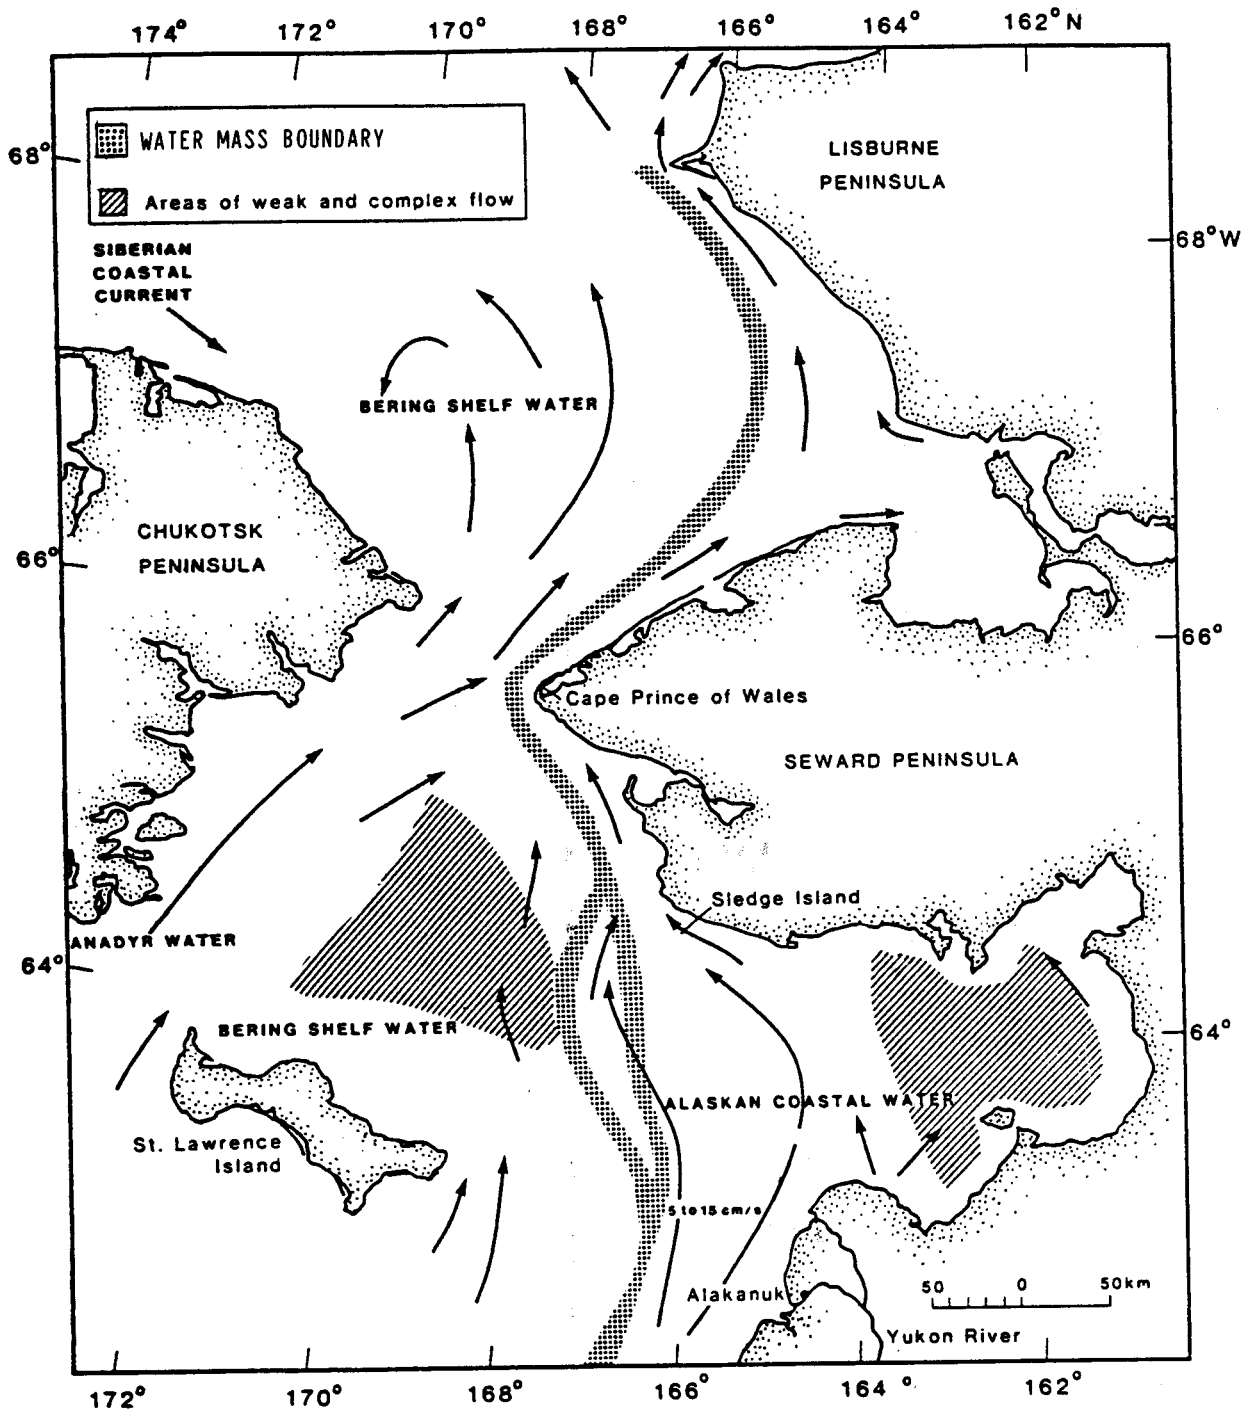 174° 172° 170° 168° 166° 164° 162°N
WATER MASS BOUNDARY
68°
LISBURNE
PENINSULA
Areas of weak and complex flow
68°W
SIBERIAN
COASTAL
CURRENT
BERING SHELF WATER
CHUKOTSK
PENINSULA
66°
66°
Cape Prince of Wales
SEWARD PENINSULA
Sledge Island
ANADYR WATER
64°
BERING SHELF WATER
64°
ALASKAN COASTAL WATER
St. Lawrence
Island
5 to 15 cm/s
50 0 50km
Alakanuk
Yukon River
172° 170° 168° 166° 164° 162°